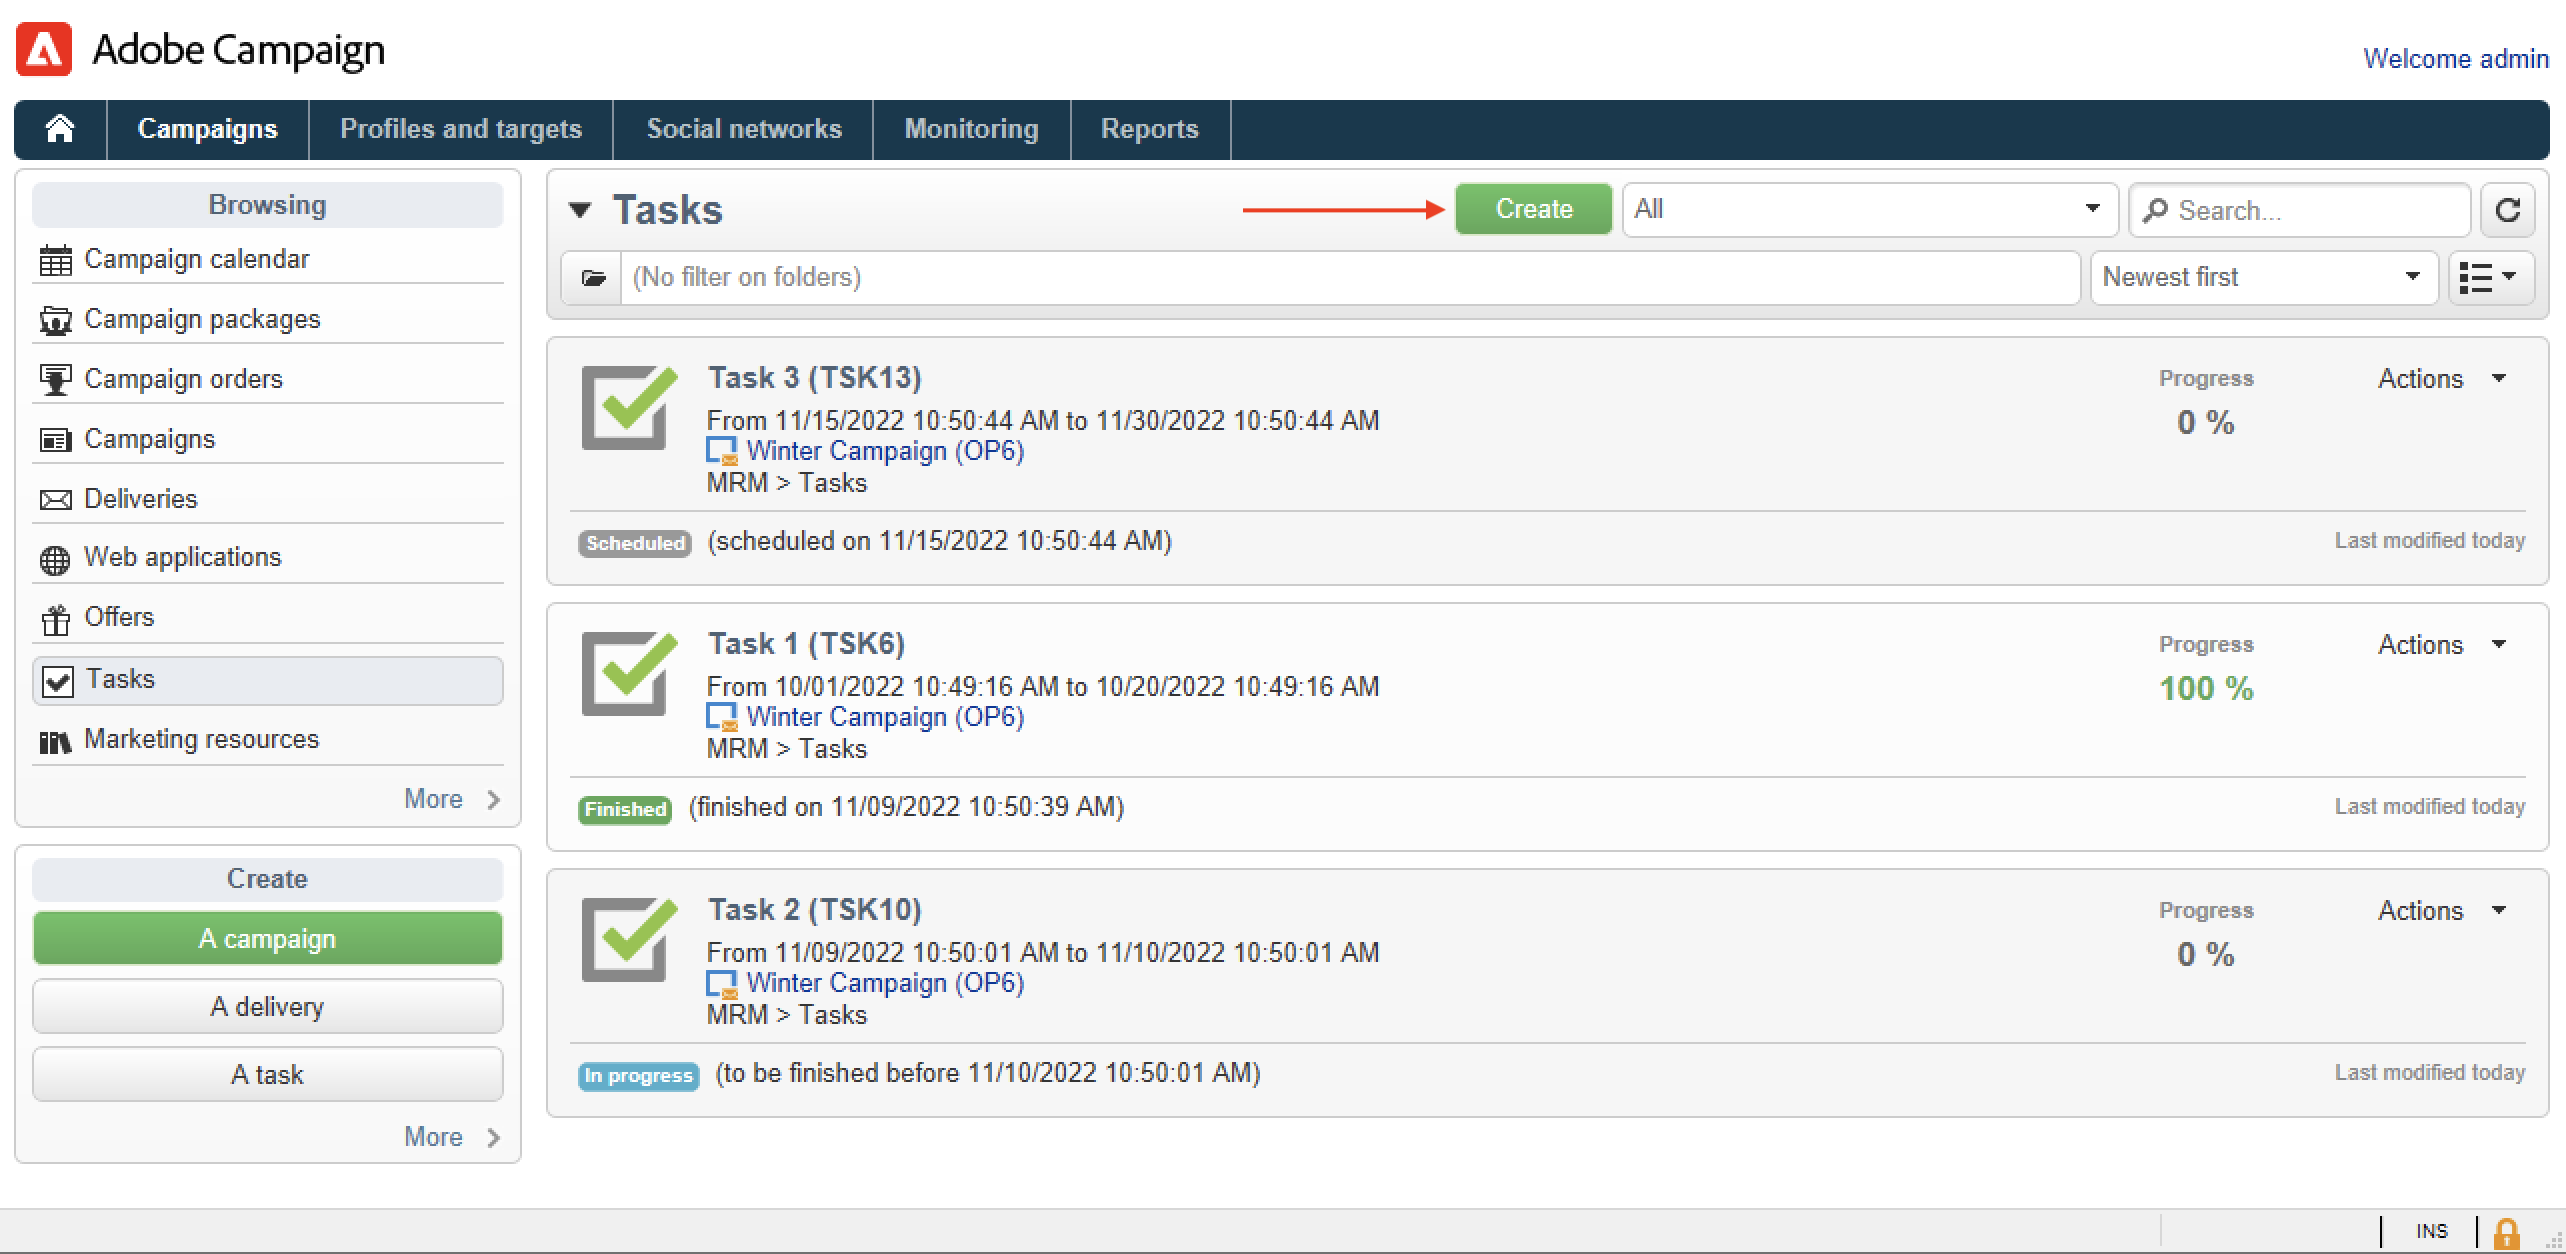 Adobe Campaign
Welcome admin
Campaigns
Profiles and targets
Social networks
Monitoring
Reports
Browsing
Campaign calendar
Campaign packages
Campaign orders
Campaigns
Deliveries
Web applications
Offers
Tasks
Marketing resources
More
Create
A campaign
A delivery
A task
More
Tasks
Create
All
Search...
(No filter on folders)
Newest first
Task 3 (TSK13)
From 11/15/2022 10:50:44 AM to 11/30/2022 10:50:44 AM
Winter Campaign (OP6)
MRM > Tasks
Progress
0 %
Actions
Scheduled (scheduled on 11/15/2022 10:50:44 AM)
Last modified today
Task 1 (TSK6)
From 10/01/2022 10:49:16 AM to 10/20/2022 10:49:16 AM
Winter Campaign (OP6)
MRM > Tasks
Progress
100 %
Actions
Finished (finished on 11/09/2022 10:50:39 AM)
Last modified today
Task 2 (TSK10)
From 11/09/2022 10:50:01 AM to 11/10/2022 10:50:01 AM
Winter Campaign (OP6)
MRM > Tasks
Progress
0 %
Actions
In progress (to be finished before 11/10/2022 10:50:01 AM)
Last modified today
INS